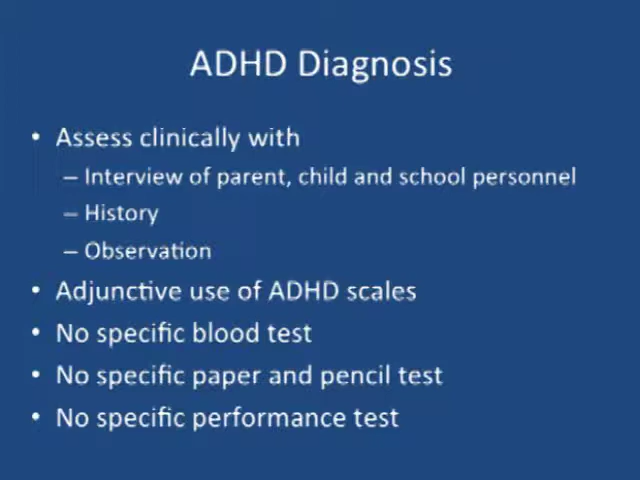 ADHD Diagnosis
• Assess clinically with
– Interview of parent, child and school personnel
– History
– Observation
• Adjunctive use of ADHD scales
• No specific blood test
• No specific paper and pencil test
• No specific performance test